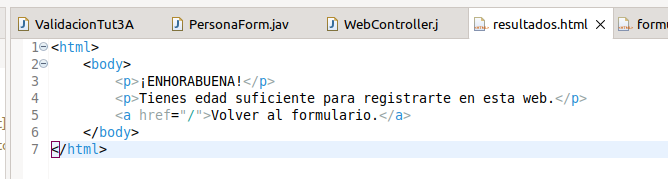 ValidacionTut3A PersonaForm.jav WebController.j resultados.html formu
1 <html>
2 <body>
3 <p>¡ENHORABUENA!</p>
4 <p>Tienes edad suficiente para registrarte en esta web.</p>
5 <a href="/">Volver al formulario.</a>
6 </body>
7 </html>